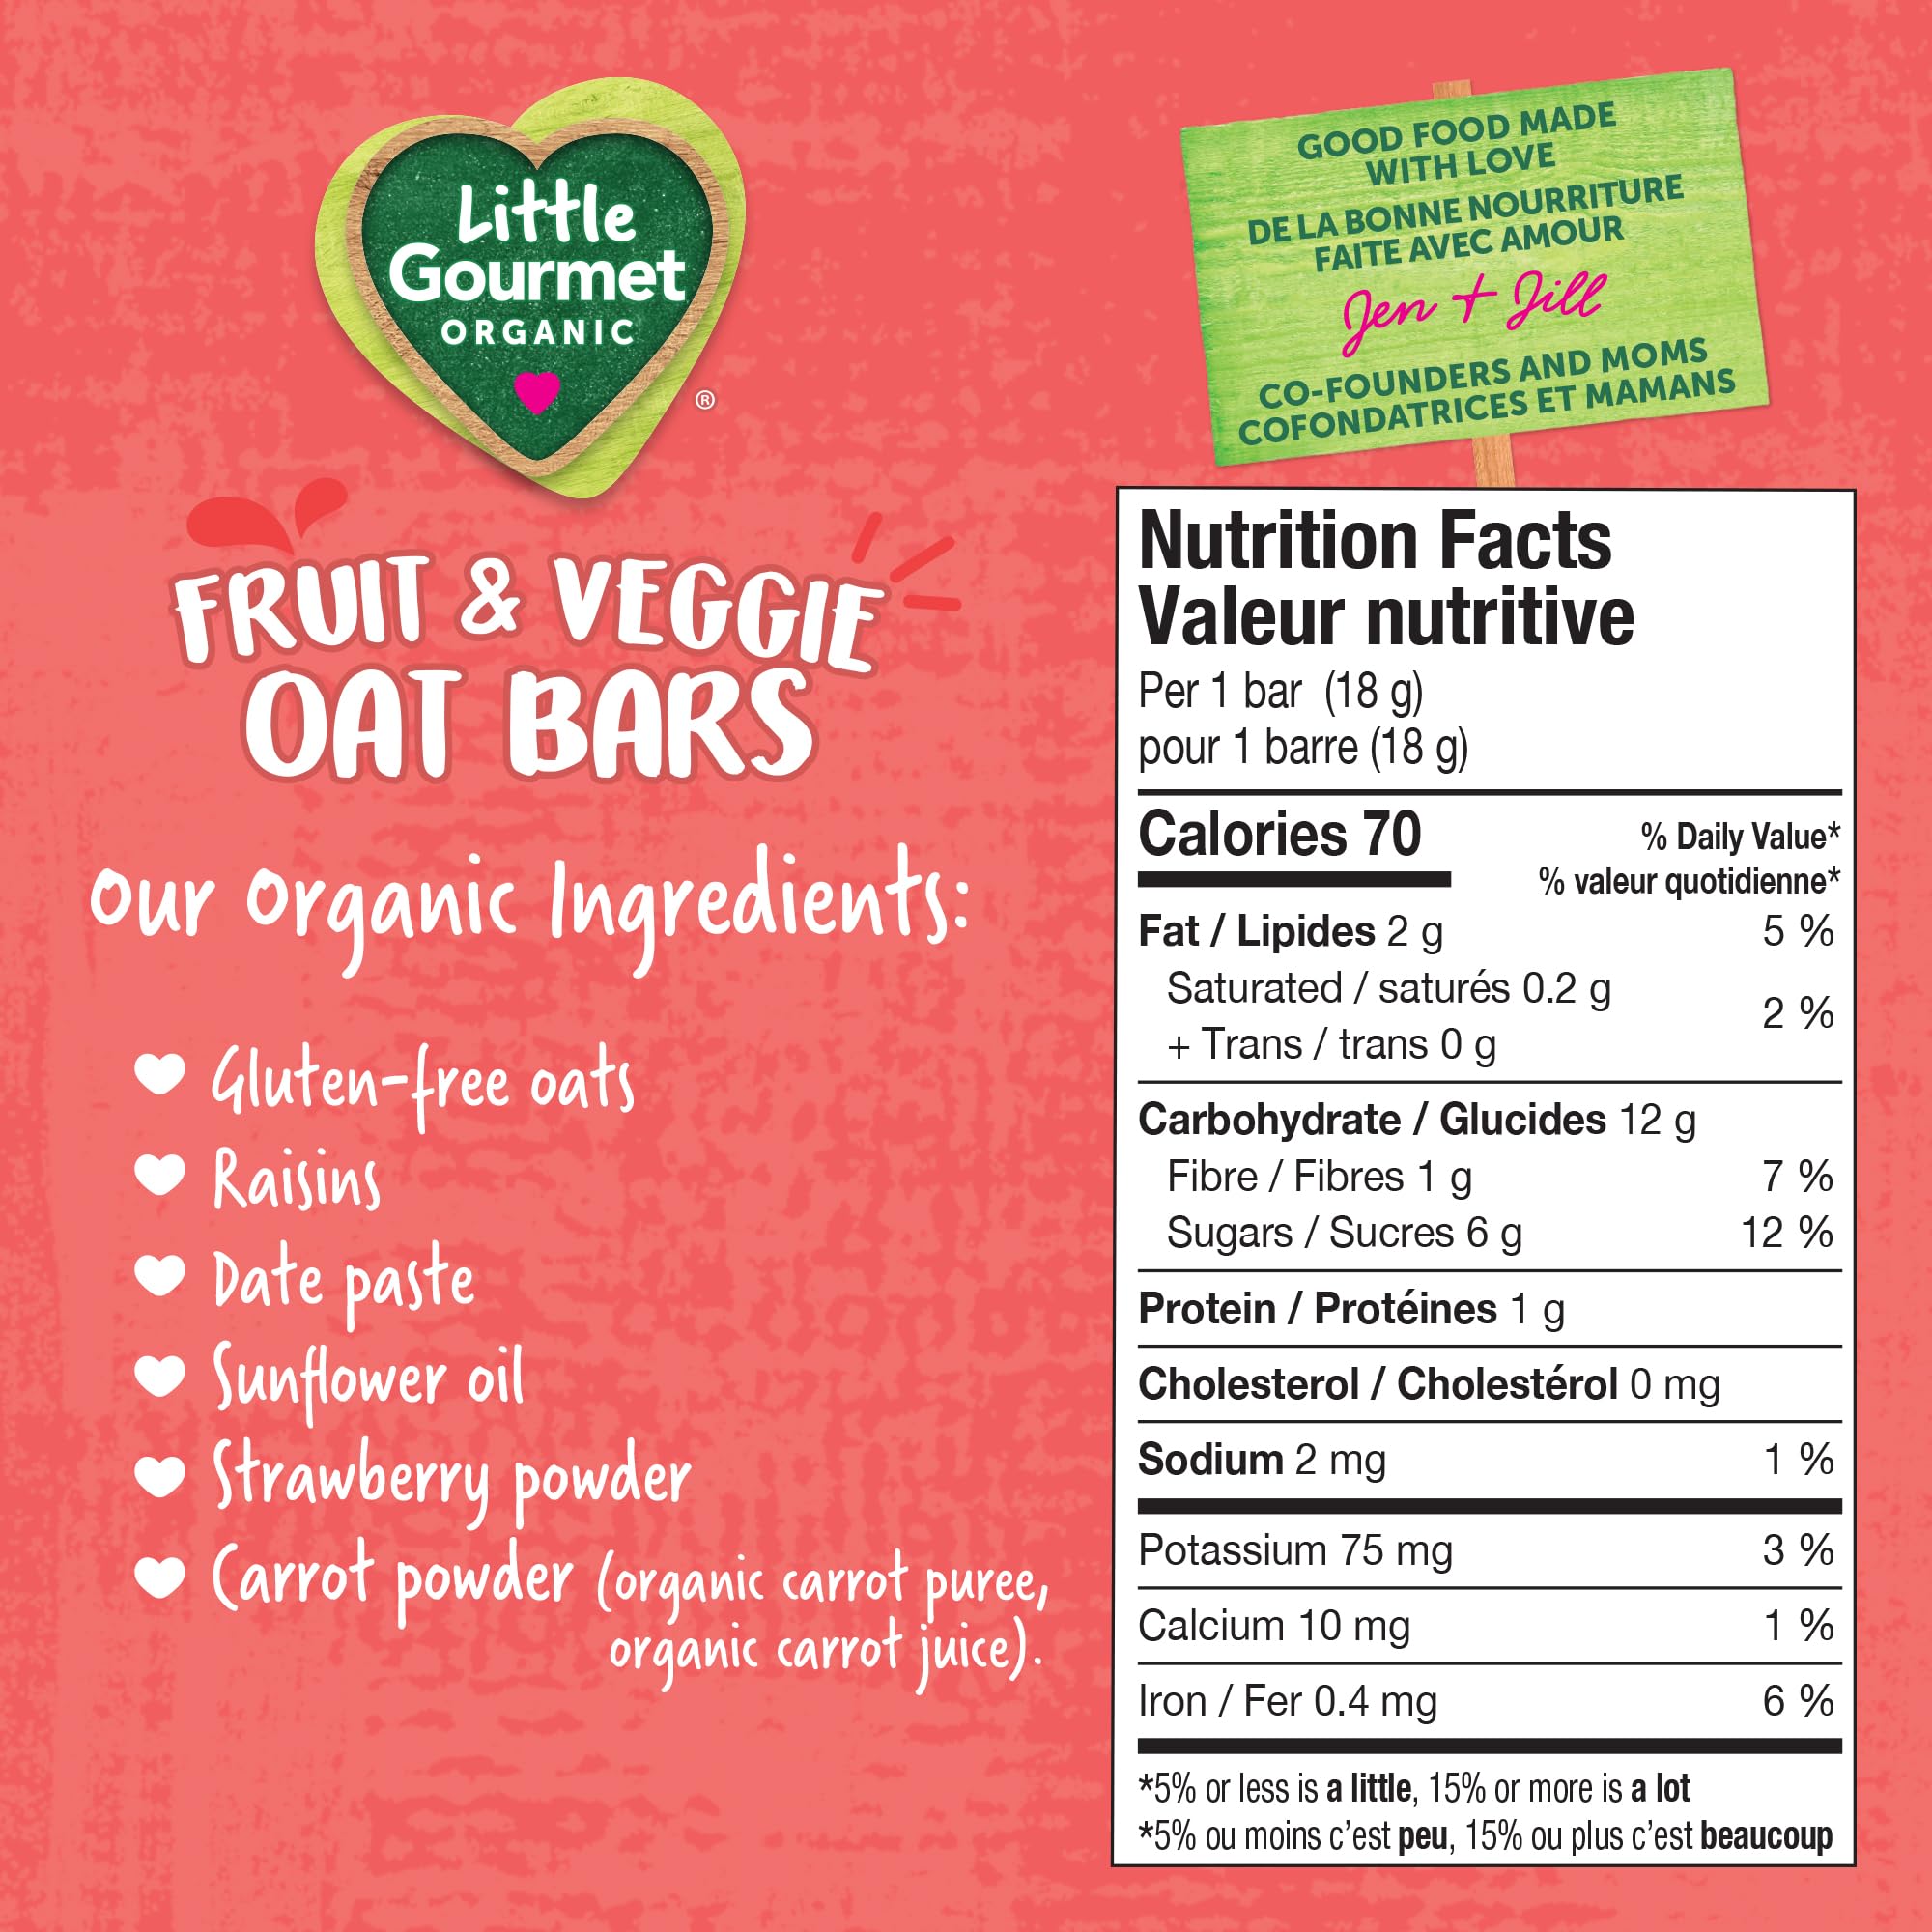 Little
Gourmet
ORGANIC
®
GOOD FOOD MADE
WITH LOVE
DE LA BONNE NOURRITURE
FAITE AVEC AMOUR
Jen + Jill
CO-FOUNDERS AND MOMS
COFONDATRICES ET MAMANS
FRUIT & VEGGIE
OAT BARS
Our Organic Ingredients:
Gluten-free oats
Raisins
Date paste
Sunflower oil
Strawberry powder
Carrot powder (organic carrot puree,
organic carrot juice).
Nutrition Facts
Valeur nutritive
Per 1 bar (18 g)
pour 1 barre (18 g)
Calories 70
% Daily Value*
% valeur quotidienne*
Fat / Lipides 2 g 5 %
Saturated / saturés 0.2 g
+ Trans / trans 0 g
2 %
Carbohydrate / Glucides 12 g
Fibre / Fibres 1 g 7 %
Sugars / Sucres 6 g 12 %
Protein / Protéines 1 g
Cholesterol / Cholestérol 0 mg
Sodium 2 mg 1 %
Potassium 75 mg 3 %
Calcium 10 mg 1 %
Iron / Fer 0.4 mg 6 %
*5% or less is a little, 15% or more is a lot
*5% ou moins c'est peu, 15% ou plus c'est beaucoup